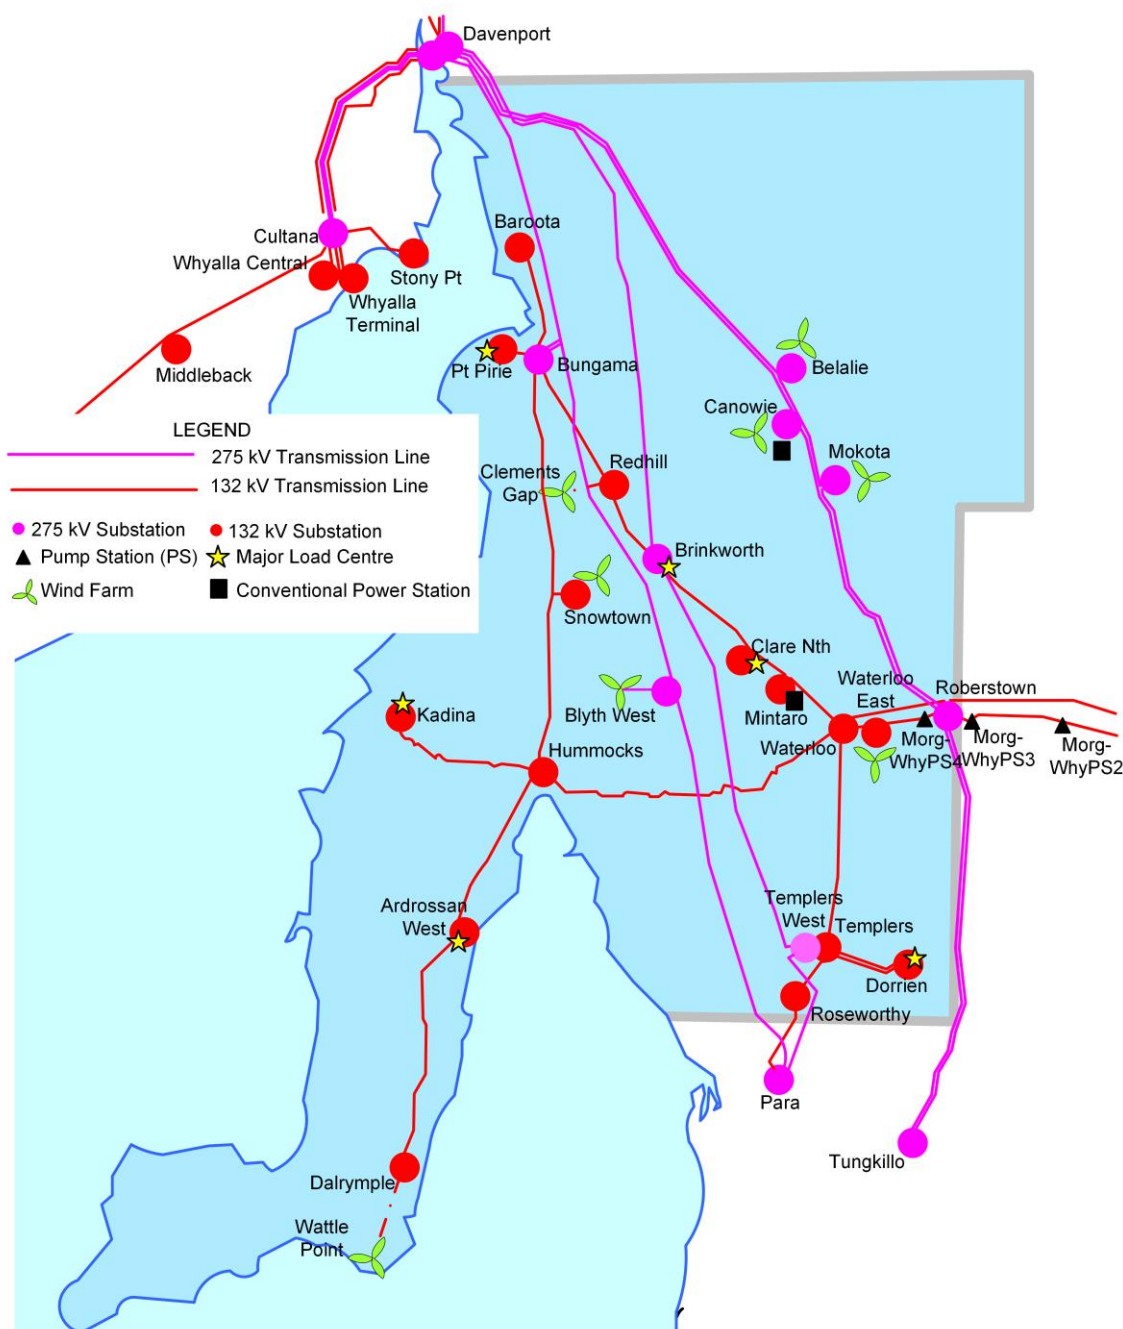 Davenport
Baroota
Cultana
Whyalla Central
Stony Pt
Whyalla
Terminal
Middleback
Pt Pirie
Bungama
Belalie
Canowie
Mokota
LEGEND
275 kV Transmission Line
132 kV Transmission Line
275 kV Substation
132 kV Substation
Pump Station (PS)
Major Load Centre
Wind Farm
Conventional Power Station
Clements
Gap
Redhill
Brinkworth
Snowtown
Clare Nth
Waterloo
East
Roberstown
Blyth West
Mintaro
Waterloo
Morg-
WhyPS4
Morg-
WhyPS3
Morg-
WhyPS2
Kadina
Hummocks
Ardrossan
West
Templers
West
Templers
Dorrien
Roseworthy
Para
Tungkillo
Dalrymple
Wattle
Point